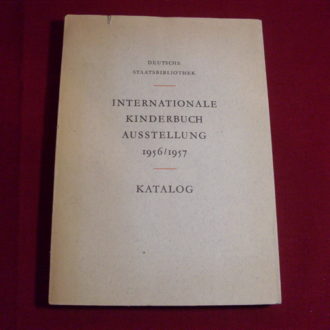 DEUTSCHE
STAATSBIBLIOTHEK
INTERNATIONALE
KINDERBUCH
AUSSTELLUNG
1956/1957
KATALOG